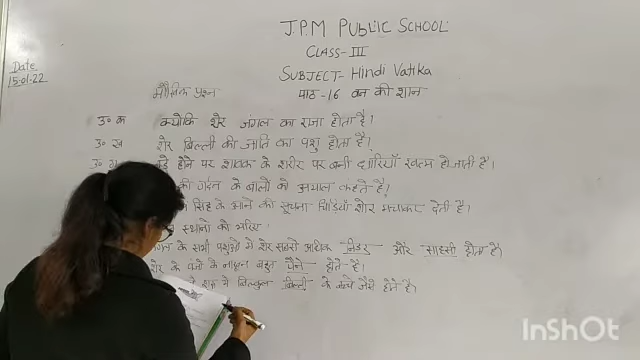 J.P.M PUBLIC SCHOOL
CLASS-III
Date
15-01-22
SUBJECT- Hindi Vatika
पाठ-16 वन की शान
मौखिक प्रश्न
उ० क क्योकि शेर जंगल का राजा होता है।
उ० ख शेर बिल्ली की जाति का पशु होता है।
उ० ग होने पर शावक के शरीर पर बनी धारियाँ खत्म हो जाती है।
की गर्दन के बालों को अयाल कहते है।
सिंह के आने की सूचना चिड़ियाँ शोर मचाकर देती है।
स्थानों को भरिए
के सभी पशुओं में शेर सबसे अधिक निडर और साहसी होता है।
शेर के पंजो के नाखून बहुत पैने होते है।
में बिल्कुल बिल्ली के बच्चे जैसे होते है।
InShOt